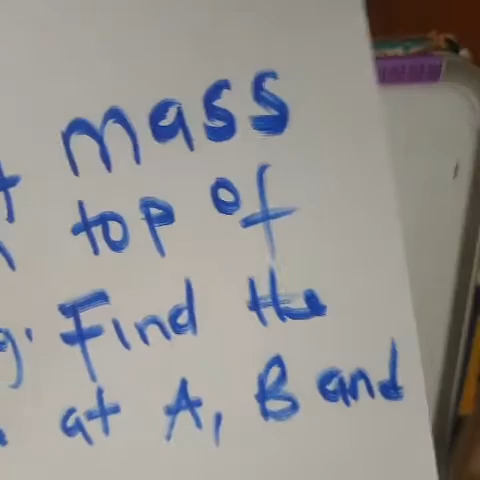 mass
top of
g. Find the
at A, B and